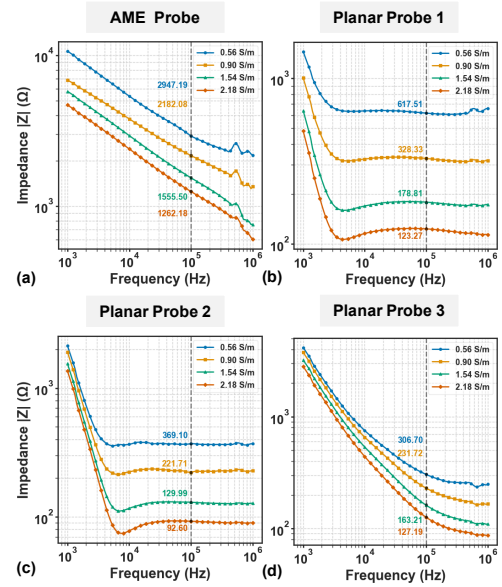 AME Probe
Planar Probe 1
Impedance |Z| (Ω)
10⁴
10³
2947.19
2182.08
1555.50
1262.18
0.56 S/m
0.90 S/m
1.54 S/m
2.18 S/m
10³ 10⁴ 10⁵ 10⁶
Frequency (Hz)
(a)
10³
10²
617.51
328.33
178.81
123.27
0.56 S/m
0.90 S/m
1.54 S/m
2.18 S/m
10³ 10⁴ 10⁵ 10⁶
Frequency (Hz)
(b)
Planar Probe 2
Planar Probe 3
Impedance |Z| (Ω)
10³
10²
369.10
221.71
129.99
92.60
0.56 S/m
0.90 S/m
1.54 S/m
2.18 S/m
10³ 10⁴ 10⁵ 10⁶
Frequency (Hz)
(c)
10³
10²
306.70
231.72
163.21
127.19
0.56 S/m
0.90 S/m
1.54 S/m
2.18 S/m
10³ 10⁴ 10⁵ 10⁶
Frequency (Hz)
(d)